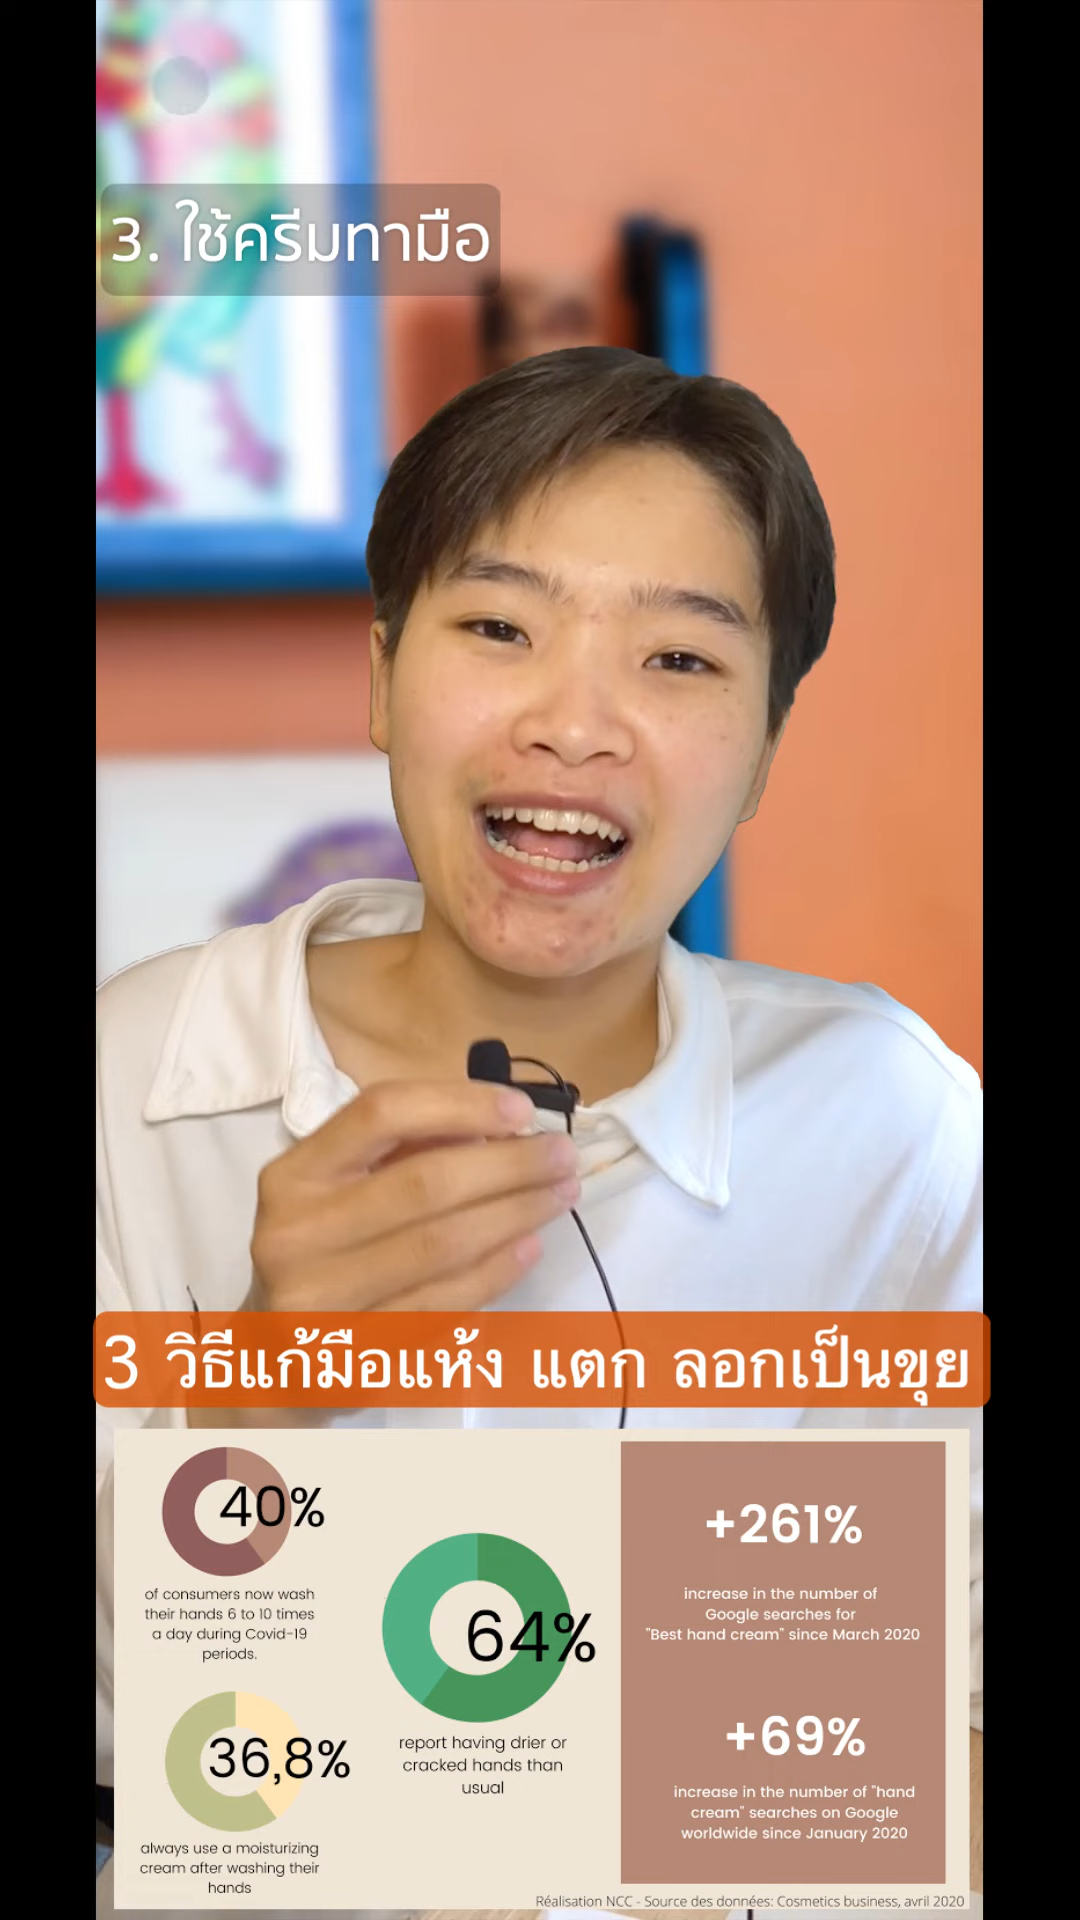 3. ใช้ครีมทามือ
3 วิธีแก้มือแห้ง แตก ลอกเป็นขุย
40%
of consumers now wash
their hands 6 to 10 times
a day during Covid-19
periods.
36,8%
always use a moisturizing
cream after washing their
hands
64%
report having drier or
cracked hands than
usual
+261%
increase in the number of
Google searches for
"Best hand cream" since March 2020
+69%
increase in the number of "hand
cream" searches on Google
worldwide since January 2020
Réalisation NCC - Source des données: Cosmetics business, avril 2020